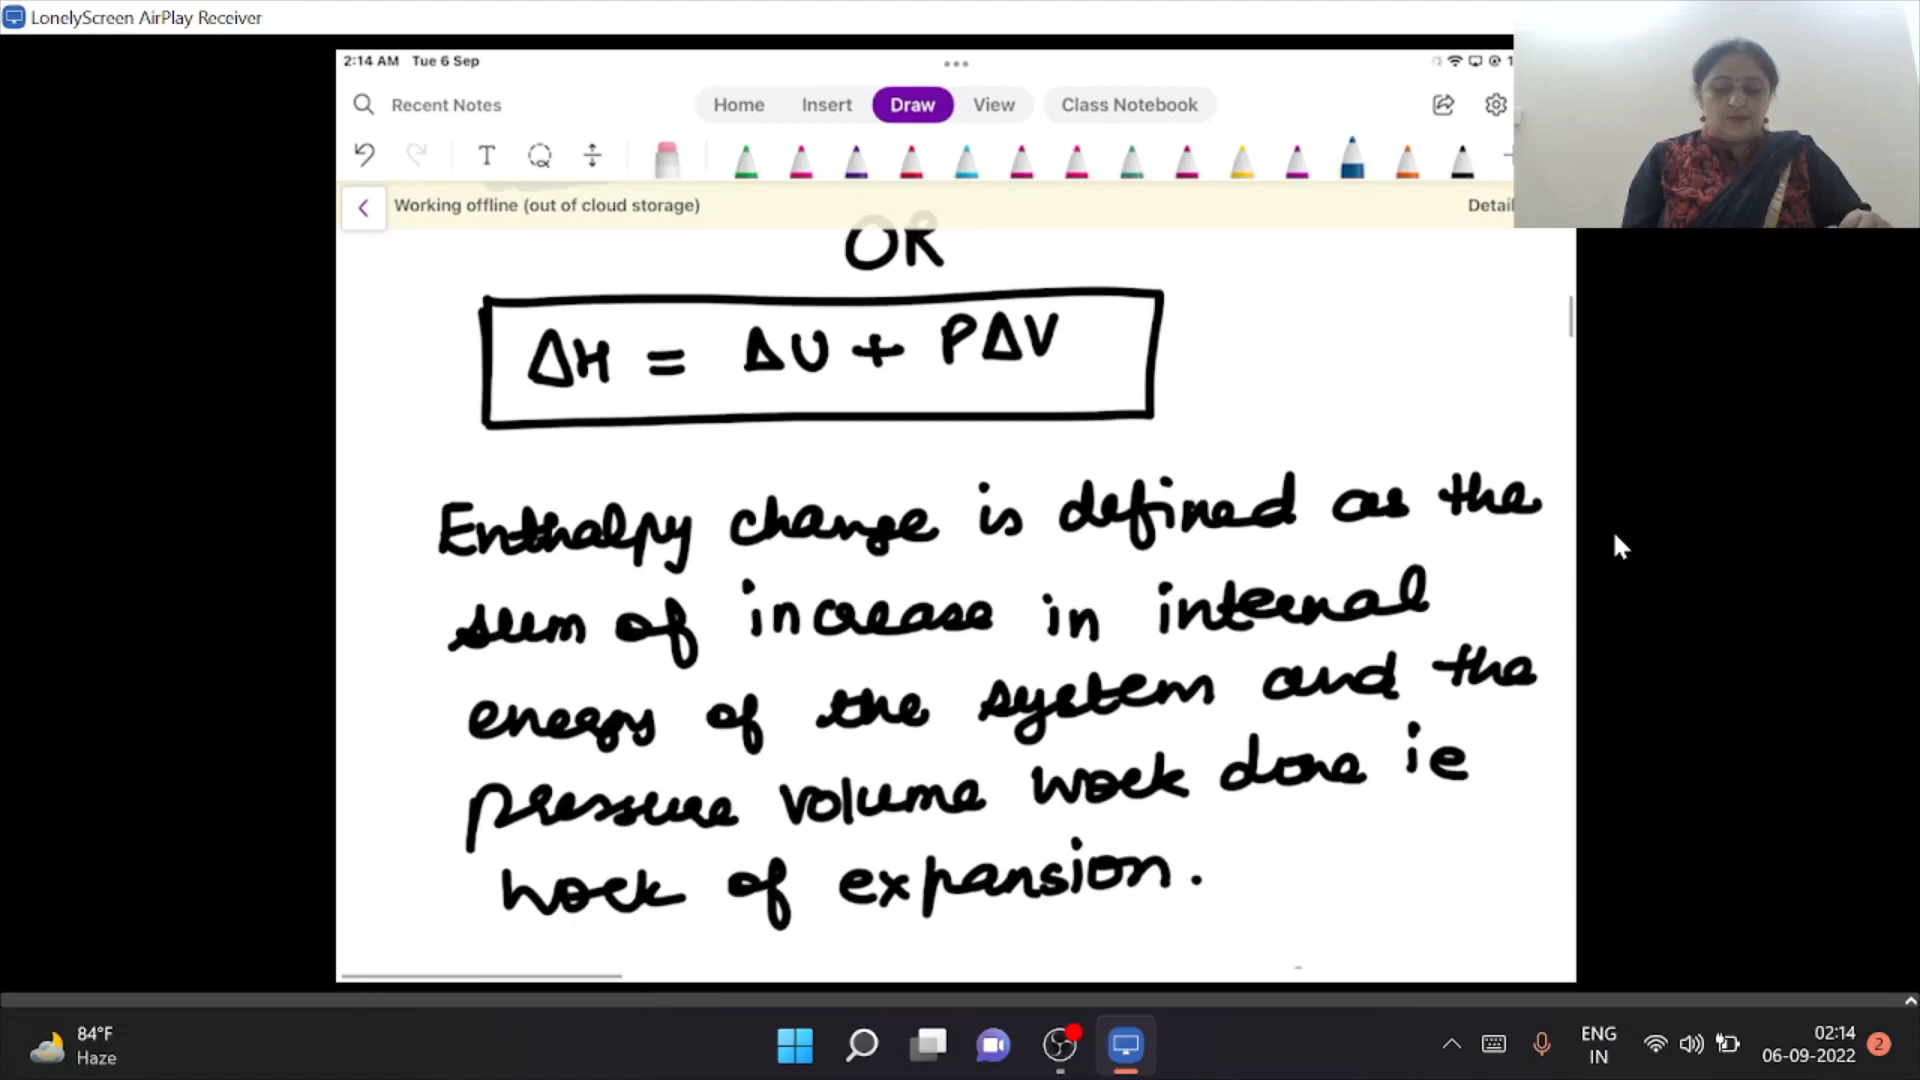 LonelyScreen AirPlay Receiver
2:14 AM Tue 6 Sep
Recent Notes Home Insert Draw View Class Notebook
Working offline (out of cloud storage) Detail
OR
ΔH = ΔU + PΔV
Enthalpy change is defined as the
sum of increase in internal
energy of the system and the
pressure volume work done ie
work of expansion.
84°F
Haze
ENG
IN
02:14
06-09-2022
2